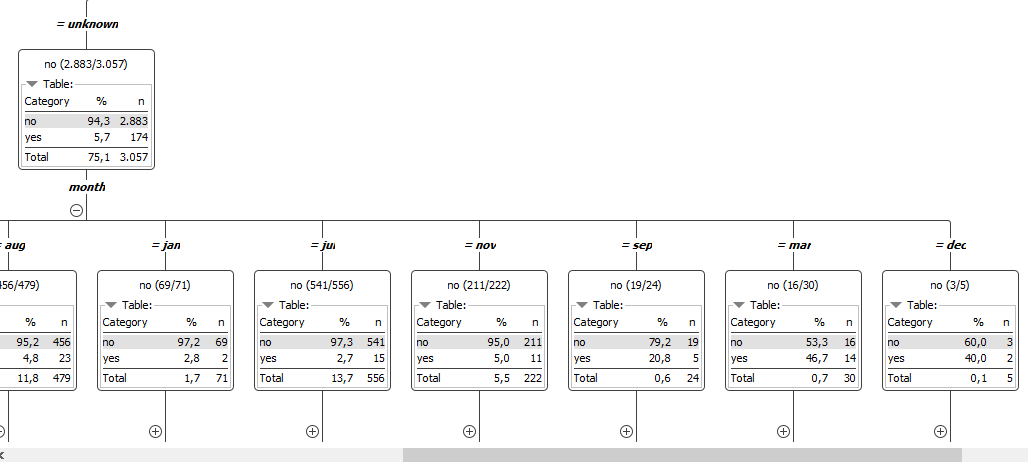 = unknown
no (2.883/3.057)
Table:
Category % n
no 94,3 2.883
yes 5,7 174
Total 75,1 3.057
month
= aug
456/479)
% n
95,2 456
4,8 23
11,8 479
= jan
no (69/71)
Table:
Category % n
no 97,2 69
yes 2,8 2
Total 1,7 71
= jul
no (541/556)
Table:
Category % n
no 97,3 541
yes 2,7 15
Total 13,7 556
= nov
no (211/222)
Table:
Category % n
no 95,0 211
yes 5,0 11
Total 5,5 222
= sep
no (19/24)
Table:
Category % n
no 79,2 19
yes 20,8 5
Total 0,6 24
= mar
no (16/30)
Table:
Category % n
no 53,3 16
yes 46,7 14
Total 0,7 30
= dec
no (3/5)
Table:
Category % n
no 60,0 3
yes 40,0 2
Total 0,1 5